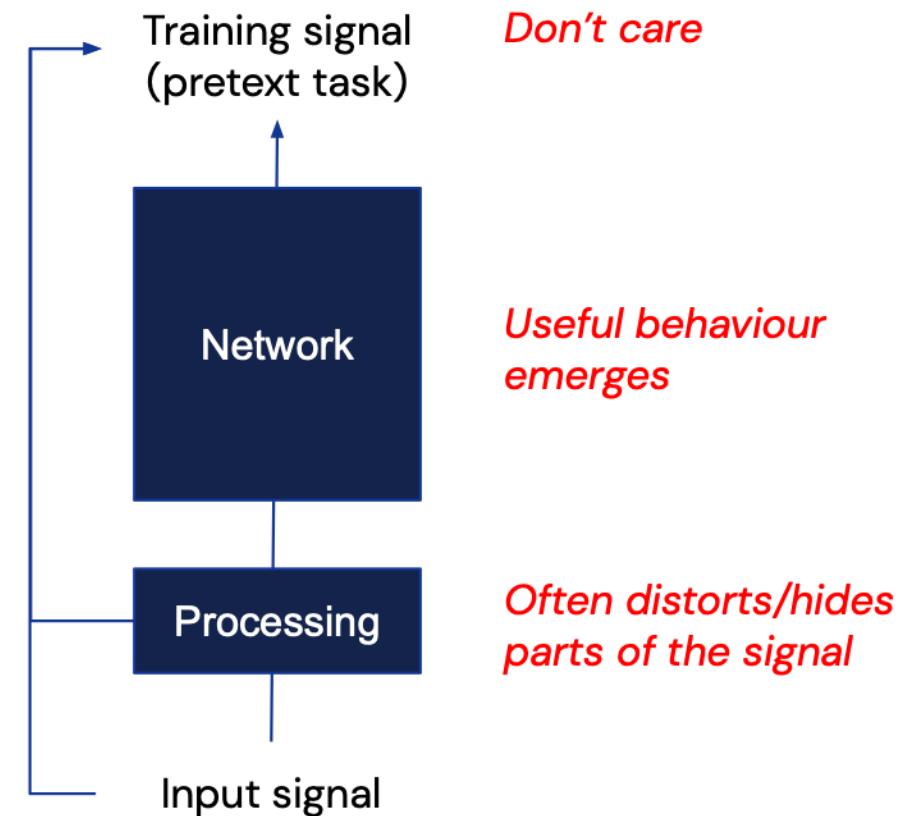 Training signal
(pretext task)
Don't care
Network
Useful behaviour
emerges
Processing
Often distorts/hides
parts of the signal
Input signal